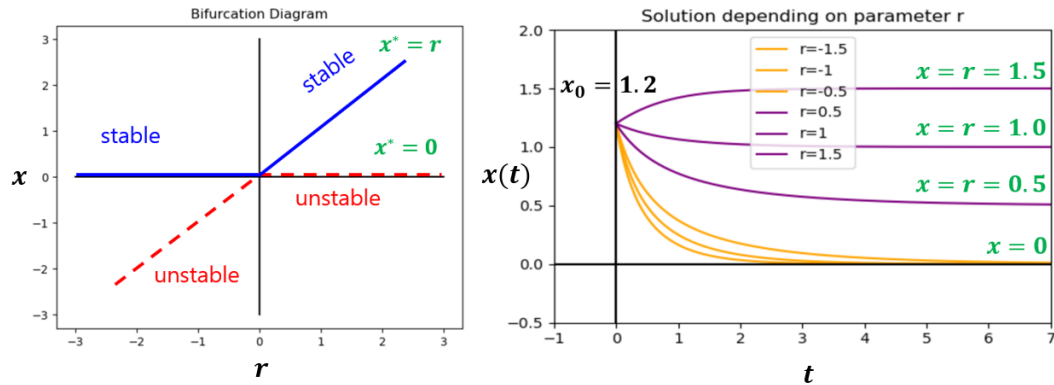 Bifurcation Diagram
3
2
1
0
−1
−2
−3
x
x* = r
stable
stable
x* = 0
unstable
unstable
−3 −2 −1 0 1 2 3
r
Solution depending on parameter r
2.0
1.5
1.0
0.5
0.0
−0.5
x(t)
x₀ = 1.2
r=-1.5
r=-1
r=-0.5
r=0.5
r=1
r=1.5
x = r = 1.5
x = r = 1.0
x = r = 0.5
x = 0
−1 0 1 2 3 4 5 6 7
t